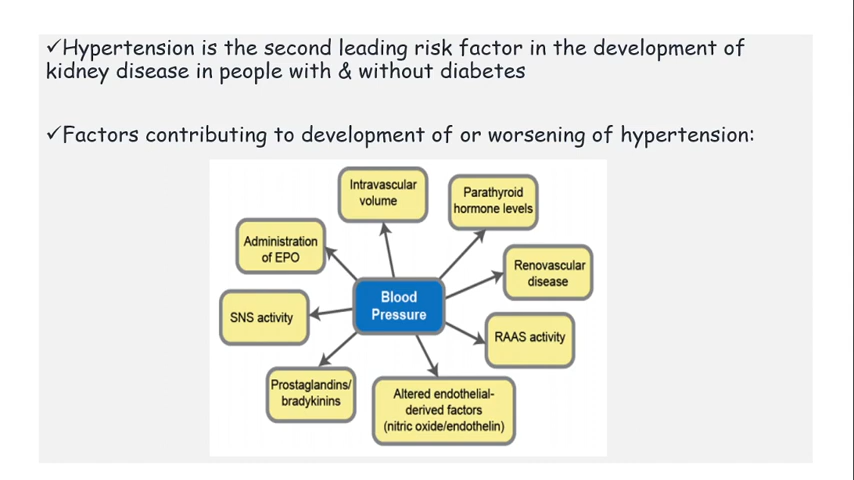 ✓Hypertension is the second leading risk factor in the development of
kidney disease in people with & without diabetes
✓Factors contributing to development of or worsening of hypertension:
Intravascular
volume
Parathyroid
hormone levels
Administration
of EPO
Renovascular
disease
Blood
Pressure
SNS activity
RAAS activity
Prostaglandins/
bradykinins
Altered endothelial-
derived factors
(nitric oxide/endothelin)